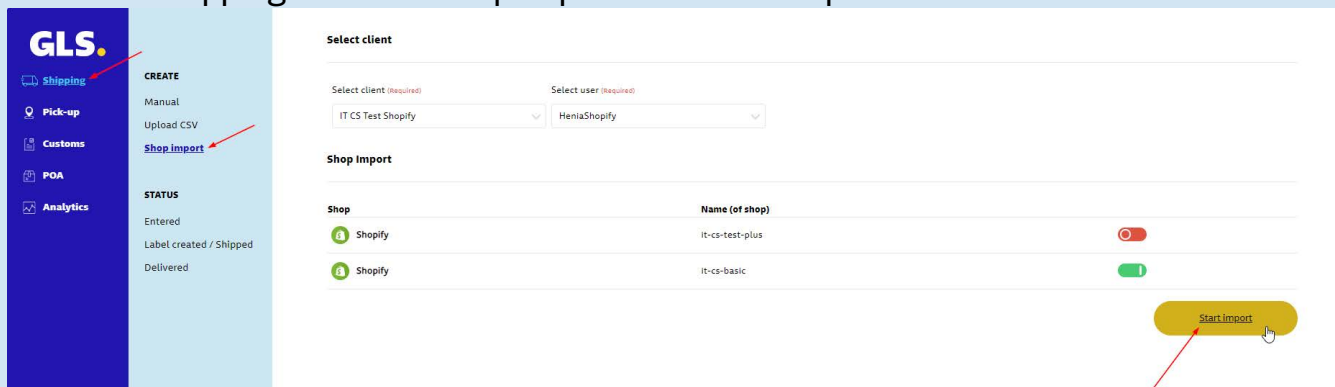 GLS.
Shipping
Pick-up
Customs
POA
Analytics
CREATE
Manual
Upload CSV
Shop import
STATUS
Entered
Label created / Shipped
Delivered
Select client
Select client (Required) Select user (Required)
IT CS Test Shopify HeniaShopify
Shop Import
Shop Name (of shop)
Shopify it-cs-test-plus
Shopify it-cs-basic
Start import